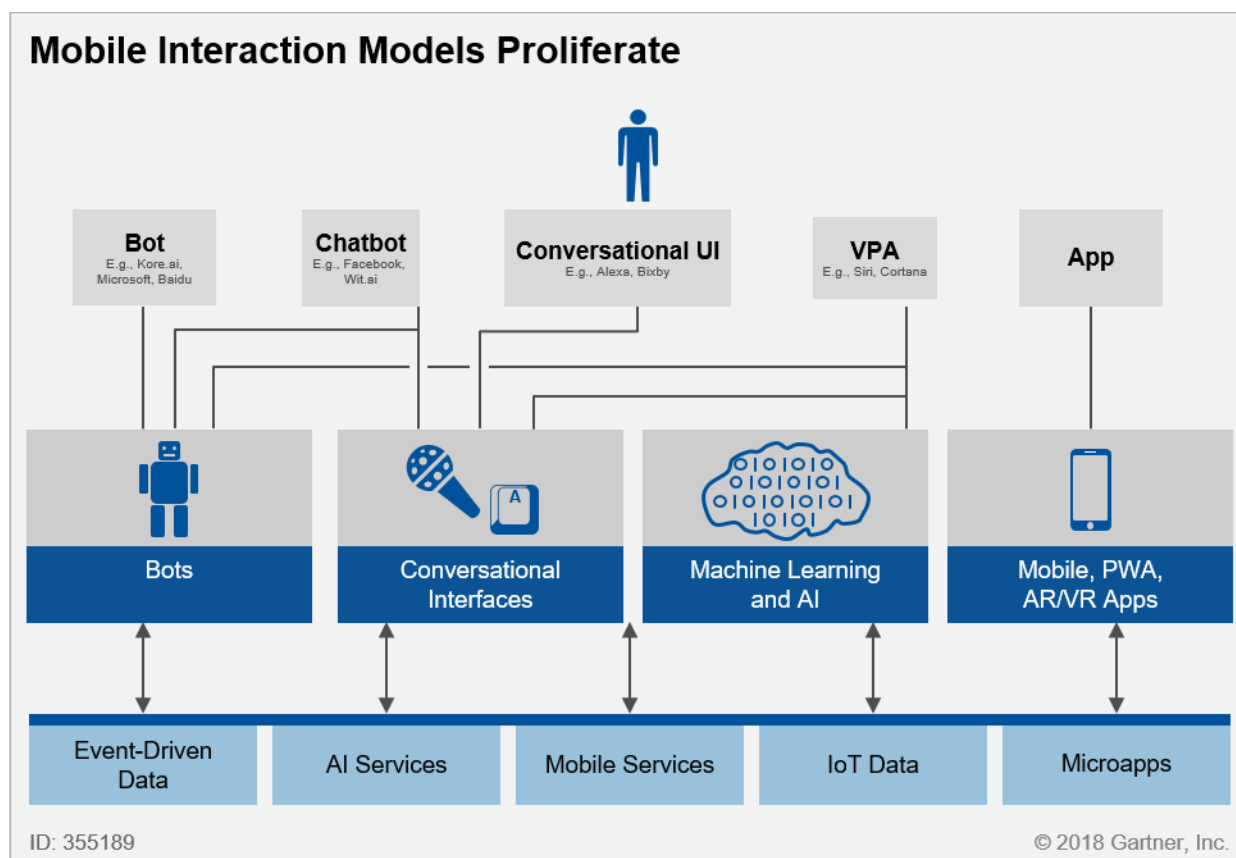 Mobile Interaction Models Proliferate
Bot
E.g., Kore.ai,
Microsoft, Baidu
Chatbot
E.g., Facebook,
Wit.ai
Conversational UI
E.g., Alexa, Bixby
VPA
E.g., Siri, Cortana
App
A
Bots
Conversational
Interfaces
Machine Learning
and AI
Mobile, PWA,
AR/VR Apps
Event-Driven
Data
AI Services
Mobile Services
IoT Data
Microapps
ID: 355189
© 2018 Gartner, Inc.